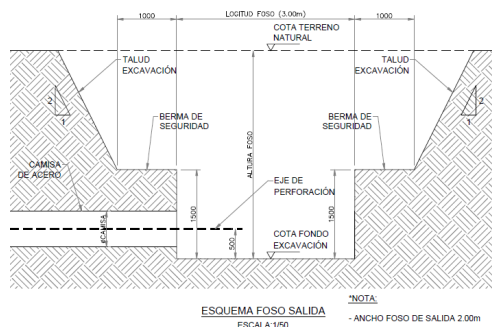 1000
LOGITUD FOSO (3.00m)
1000
COTA TERRENO
NATURAL
TALUD
EXCAVACIÓN
TALUD
EXCAVACIÓN
2
1
2
1
BERMA DE
SEGURIDAD
BERMA DE
SEGURIDAD
ALTURA FOSO
CAMISA
DE ACERO
EJE DE
PERFORACIÓN
1500
1500
øCAMISA
500
COTA FONDO
EXCAVACIÓN
ESQUEMA FOSO SALIDA
ESCALA:1/50
*NOTA:
- ANCHO FOSO DE SALIDA 2.00m